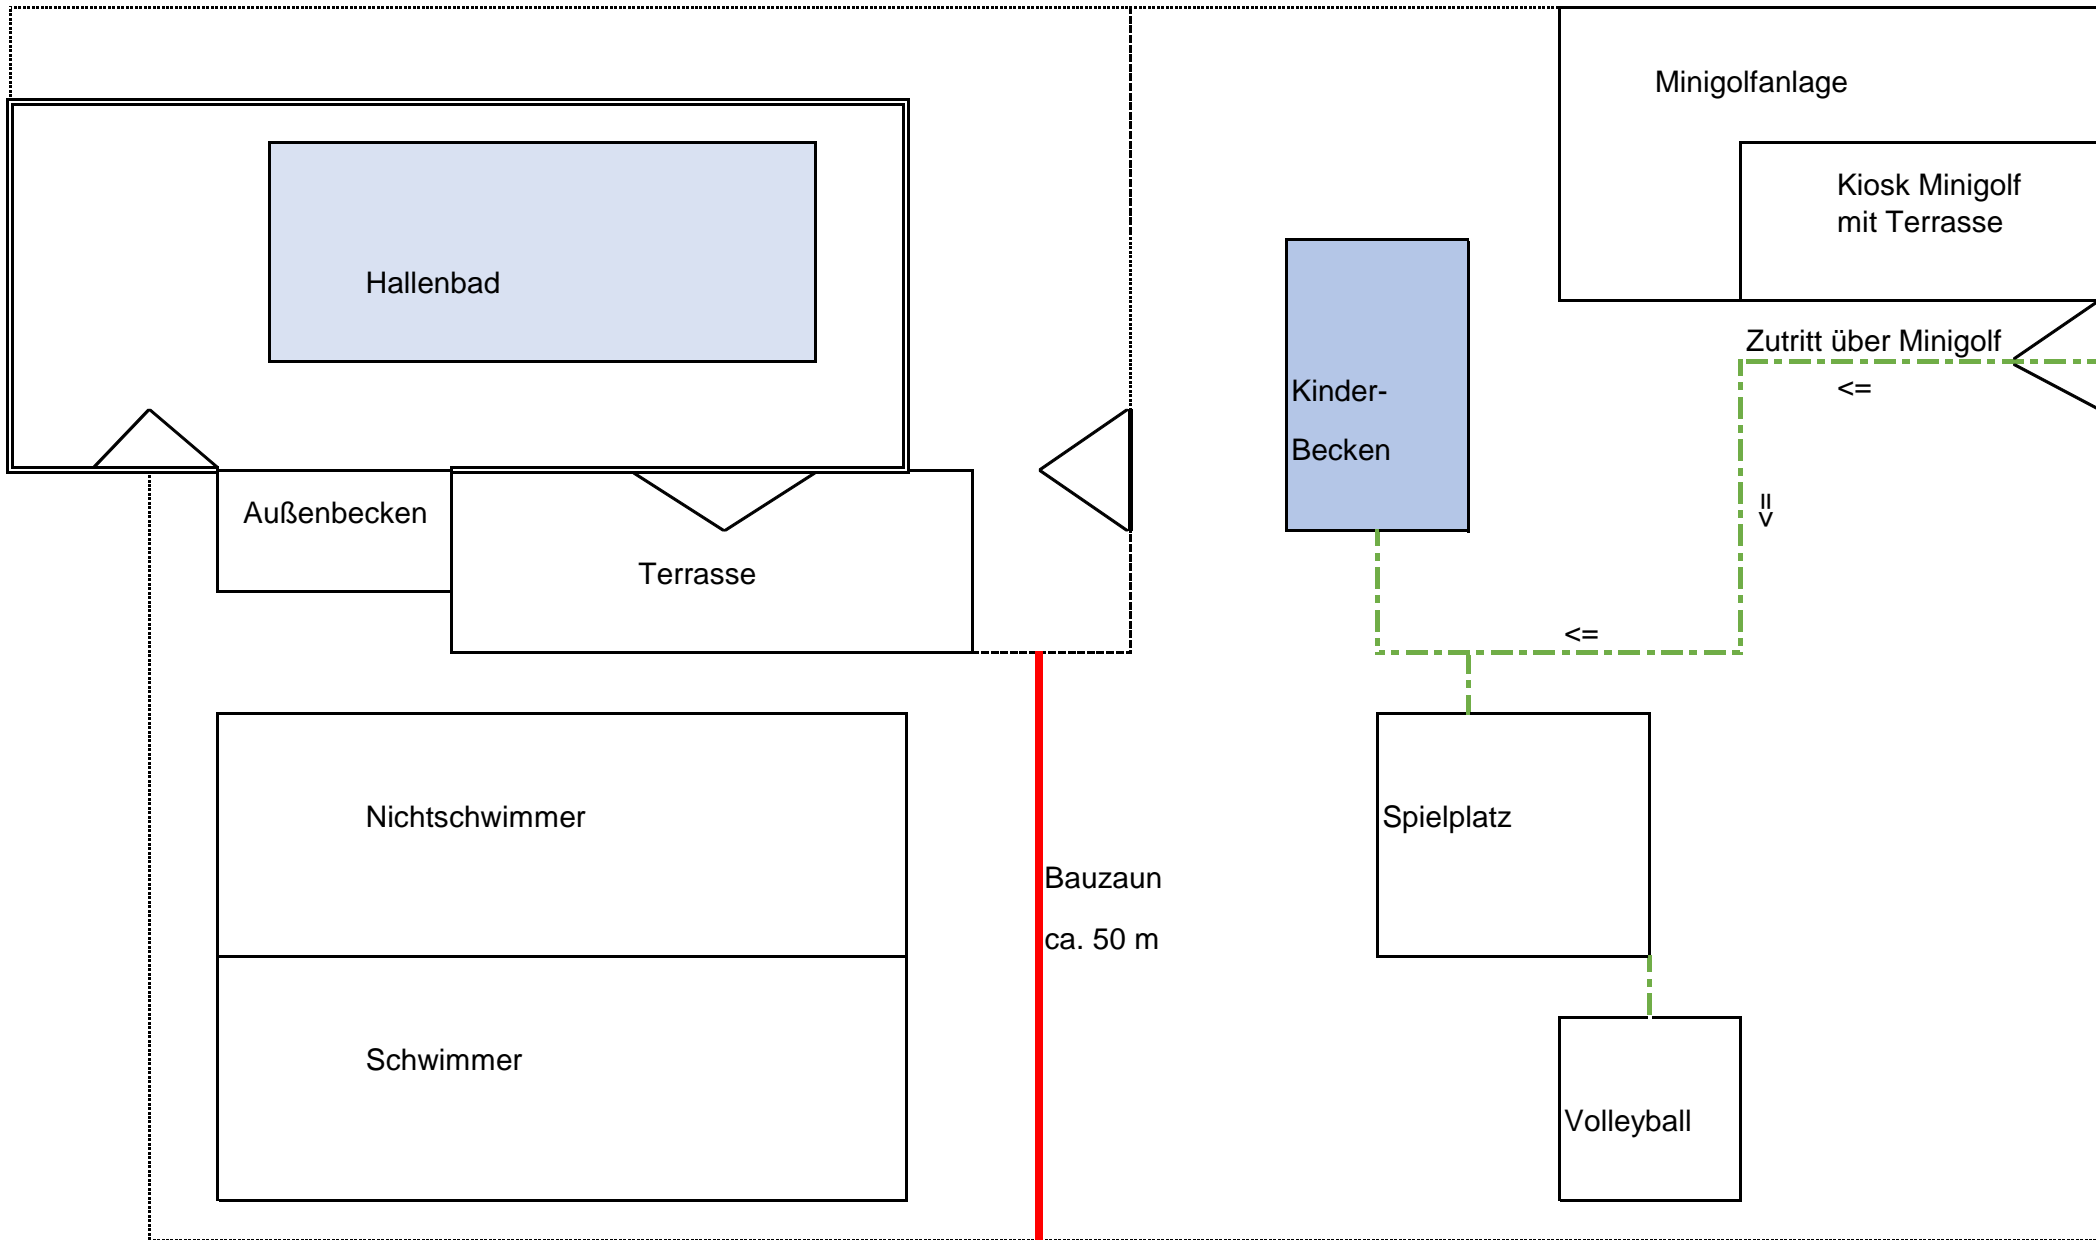 Minigolfanlage
Kiosk Minigolf
mit Terrasse
Hallenbad
Zutritt über Minigolf
<=
Kinder-
Becken
<=
Außenbecken
Terrasse
<=
Nichtschwimmer
Spielplatz
Bauzaun
ca. 50 m
Schwimmer
Volleyball